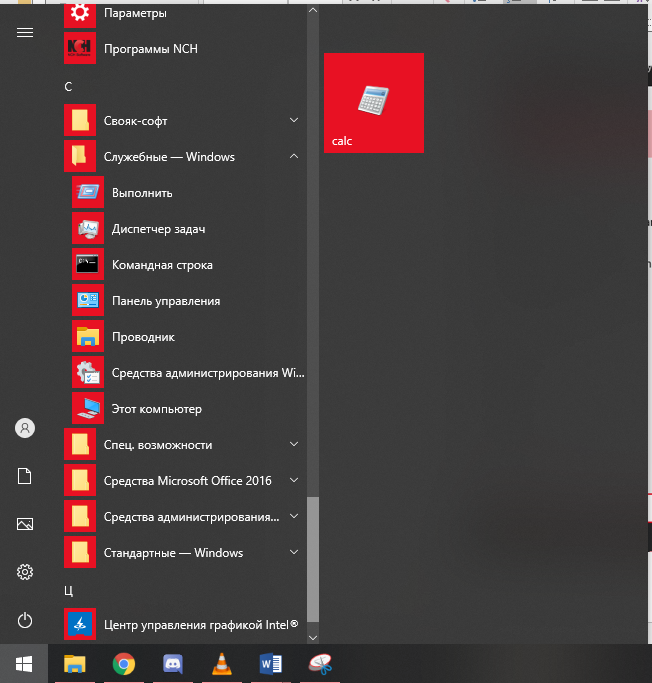 Параметры
Программы NCH
С
Свояк-софт
Служебные — Windows
Выполнить
Диспетчер задач
Командная строка
Панель управления
Проводник
Средства администрирования Wi...
Этот компьютер
Спец. возможности
Средства Microsoft Office 2016
Средства администрирования...
Стандартные — Windows
Ц
Центр управления графикой Intel®
calc